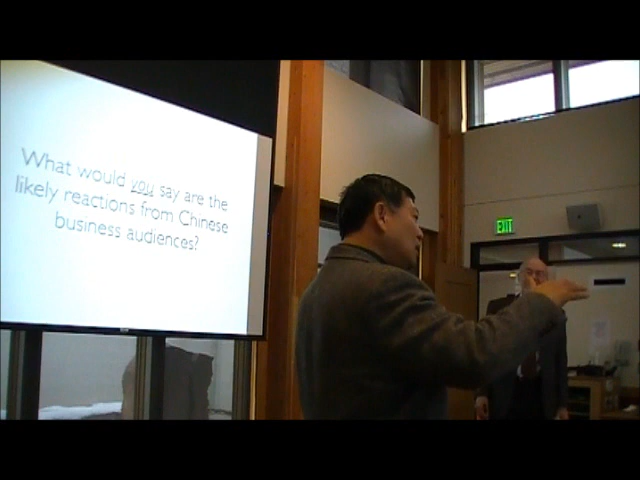 What would you say are the
likely reactions from Chinese
business audiences?
EXIT